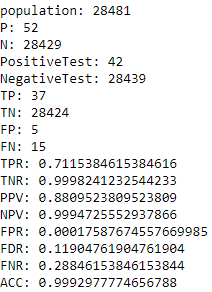 population: 28481
P: 52
N: 28429
PositiveTest: 42
NegativeTest: 28439
TP: 37
TN: 28424
FP: 5
FN: 15
TPR: 0.7115384615384616
TNR: 0.9998241232544233
PPV: 0.8809523809523809
NPV: 0.9994725552937866
FPR: 0.00017587674557669985
FDR: 0.11904761904761904
FNR: 0.28846153846153844
ACC: 0.9992977774656788